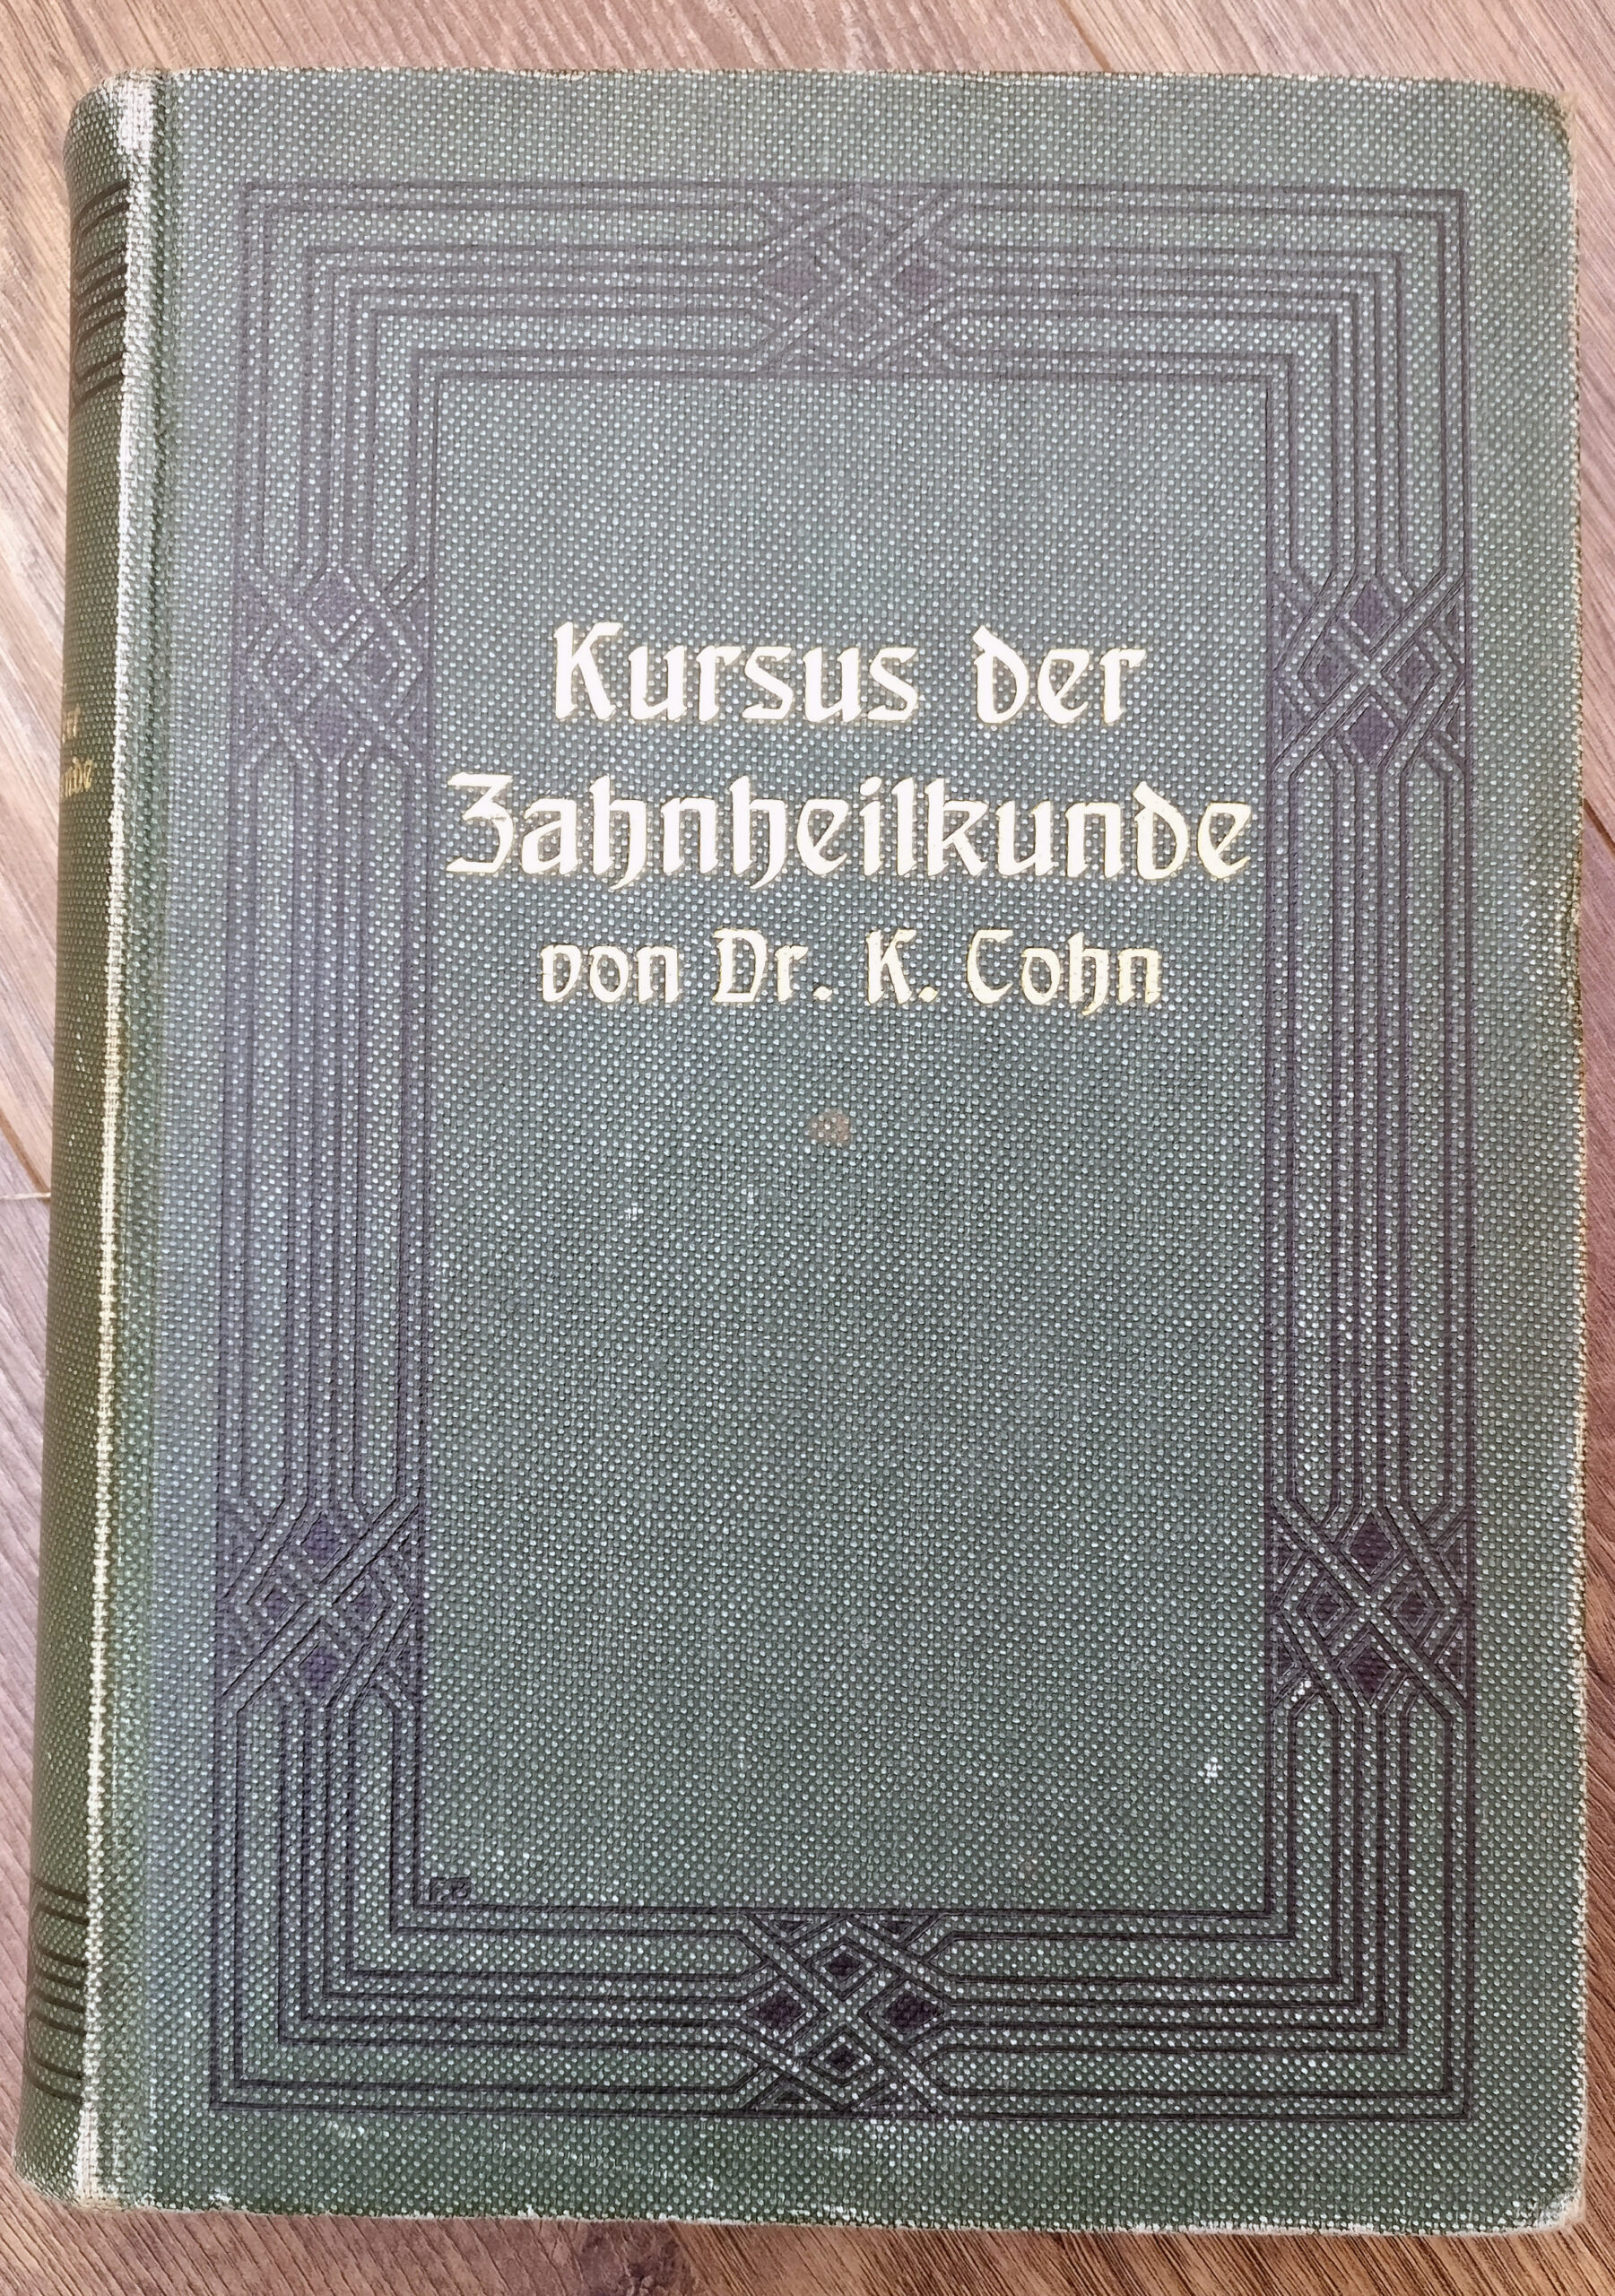 Kursus der
Zahnheilkunde
von Dr. K. Cohn